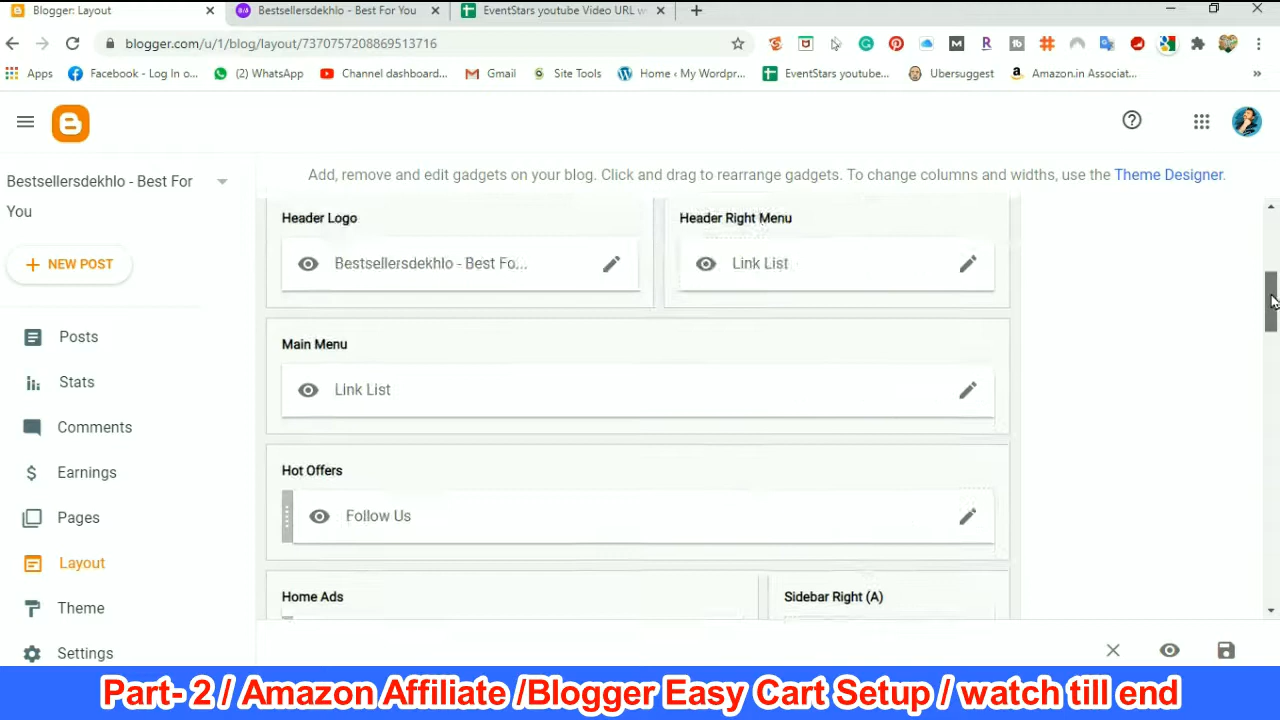 Blogger: Layout
Bestsellersdekhlo - Best For You
EventStars youtube Video URL w
blogger.com/u/1/blog/layout/7370757208869513716
Apps
Facebook - Log In o...
(2) WhatsApp
Channel dashboard...
Gmail
Site Tools
Home ‹ My Wordpr...
EventStars youtube...
Ubersuggest
Amazon.in Associat...
»
Bestsellersdekhlo - Best For
You
Add, remove and edit gadgets on your blog. Click and drag to rearrange gadgets. To change columns and widths, use the Theme Designer.
+ NEW POST
Posts
Stats
Comments
Earnings
Pages
Layout
Theme
Settings
Header Logo
Bestsellersdekhlo - Best Fo...
Header Right Menu
Link List
Main Menu
Link List
Hot Offers
Follow Us
Home Ads
Sidebar Right (A)
Part- 2 / Amazon Affiliate /Blogger Easy Cart Setup / watch till end